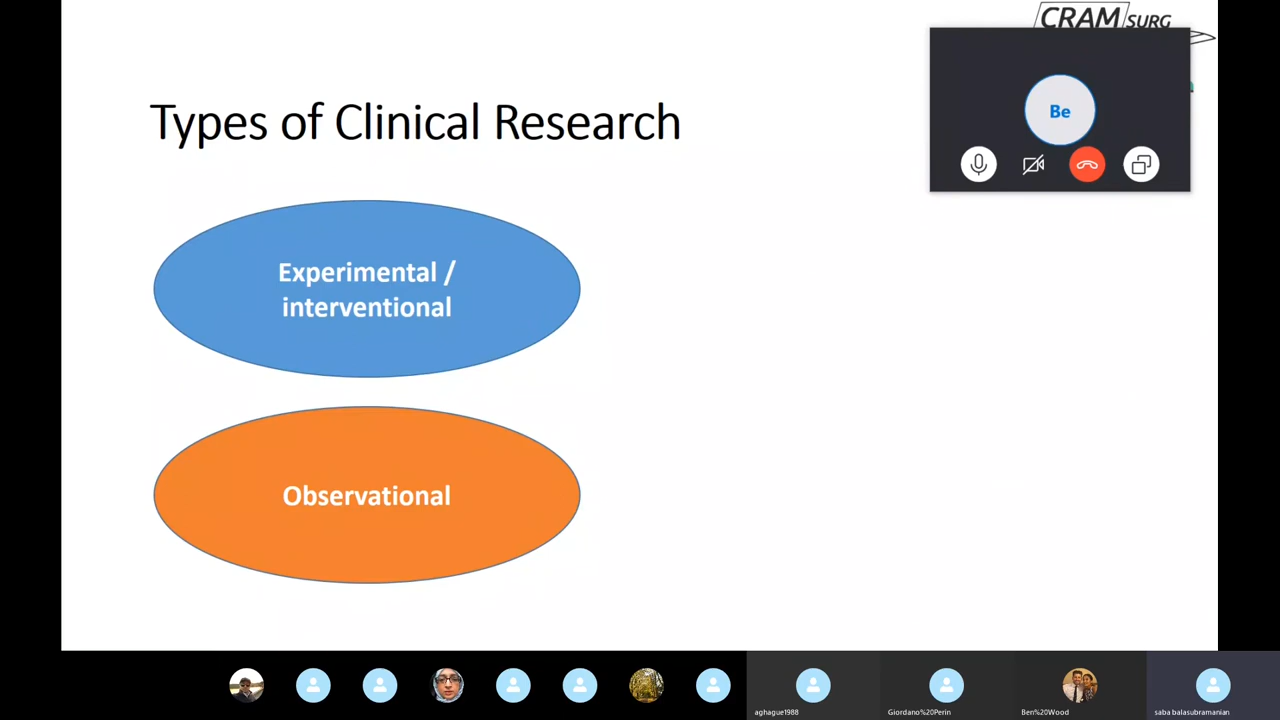 CRAM SURG
Types of Clinical Research
Be
Experimental /
interventional
Observational
aghague1988
Giordano%20Perin
Ben%20Wood
saba balasubramanian